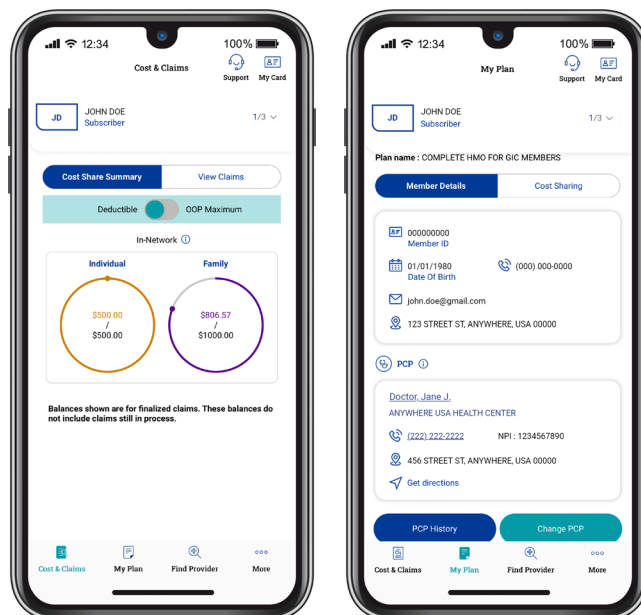 12:34
100%
Cost & Claims
Support
My Card
JD
JOHN DOE
Subscriber
1/3
Cost Share Summary
View Claims
Deductible
OOP Maximum
In-Network
Individual
Family
$500.00
/
$500.00
$806.57
/
$1000.00
Balances shown are for finalized claims. These balances do
not include claims still in process.
Cost & Claims
My Plan
Find Provider
More
12:34
100%
My Plan
Support
My Card
JD
JOHN DOE
Subscriber
1/3
Plan name : COMPLETE HMO FOR GIC MEMBERS
Member Details
Cost Sharing
000000000
Member ID
01/01/1980
Date Of Birth
(000) 000-0000
john.doe@gmail.com
123 STREET ST, ANYWHERE, USA 00000
PCP
Doctor, Jane J.
ANYWHERE USA HEALTH CENTER
(222) 222-2222
NPI : 1234567890
456 STREET ST, ANYWHERE, USA 00000
Get directions
PCP History
Change PCP
Cost & Claims
My Plan
Find Provider
More